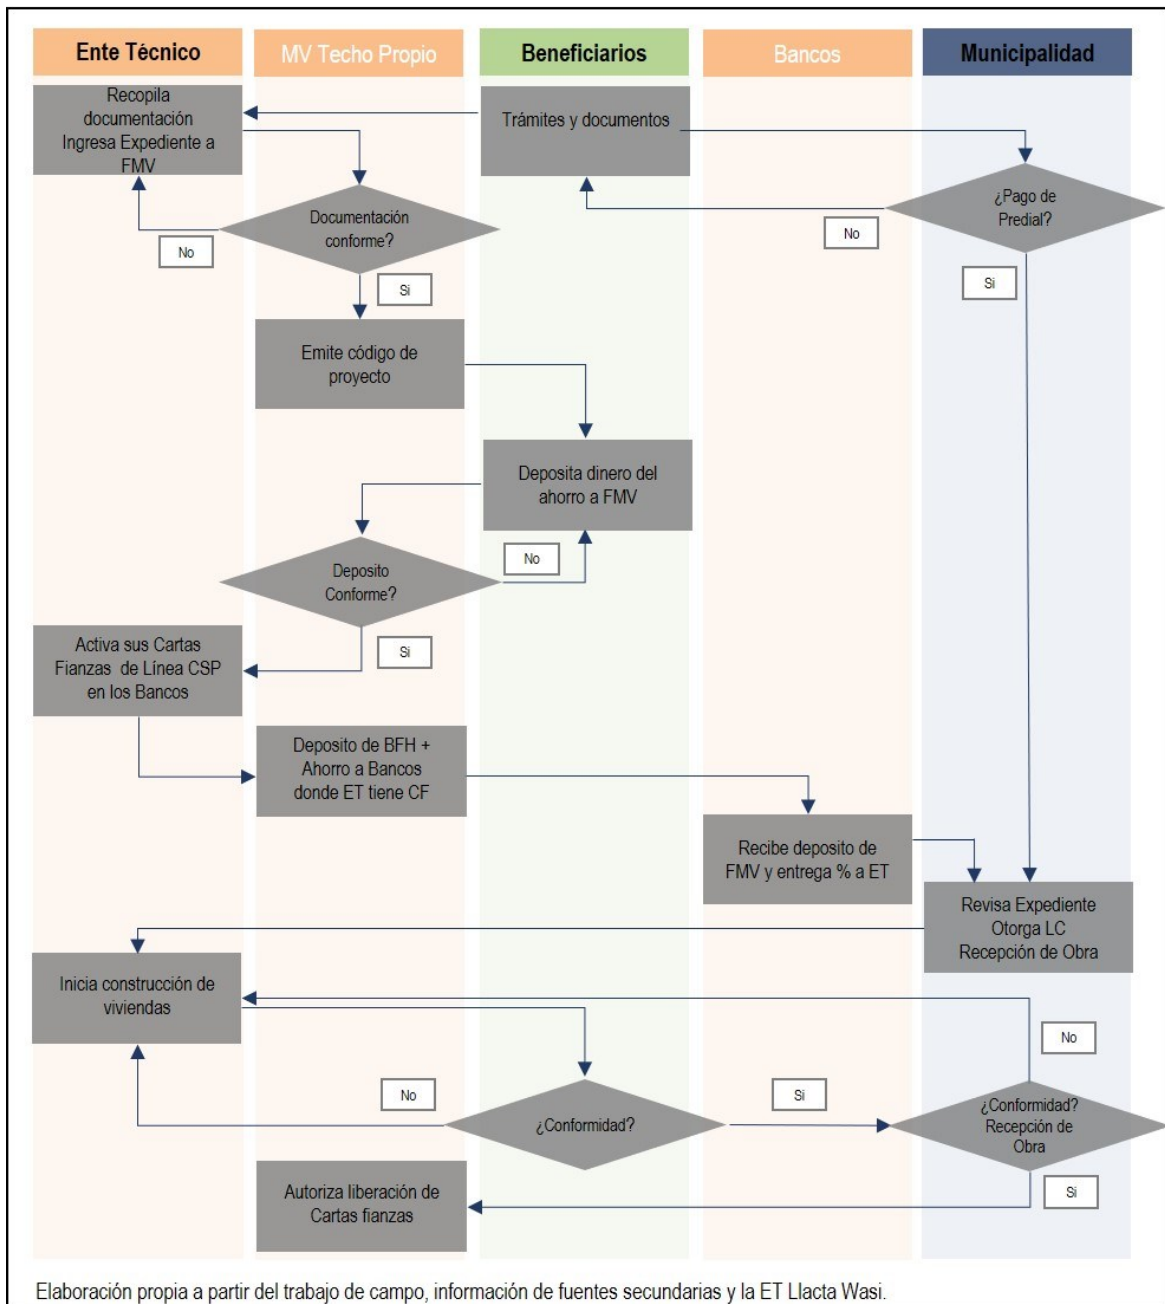 Ente Técnico
MV Techo Propio
Beneficiarios
Bancos
Municipalidad
Recopila
documentación
Ingresa Expediente a
FMV
Trámites y documentos
¿Pago de
Predial?
No
Si
Documentación
conforme?
No
Si
Emite código de
proyecto
Deposita dinero del
ahorro a FMV
Deposito
Conforme?
No
Si
Activa sus Cartas
Fianzas de Línea CSP
en los Bancos
Deposito de BFH +
Ahorro a Bancos
donde ET tiene CF
Recibe deposito de
FMV y entrega % a ET
Revisa Expediente
Otorga LC
Recepción de Obra
Inicia construcción de
viviendas
No
¿Conformidad?
No
Si
¿Conformidad?
Recepción de
Obra
Si
Autoriza liberación de
Cartas fianzas
Elaboración propia a partir del trabajo de campo, información de fuentes secundarias y la ET Llacta Wasi.